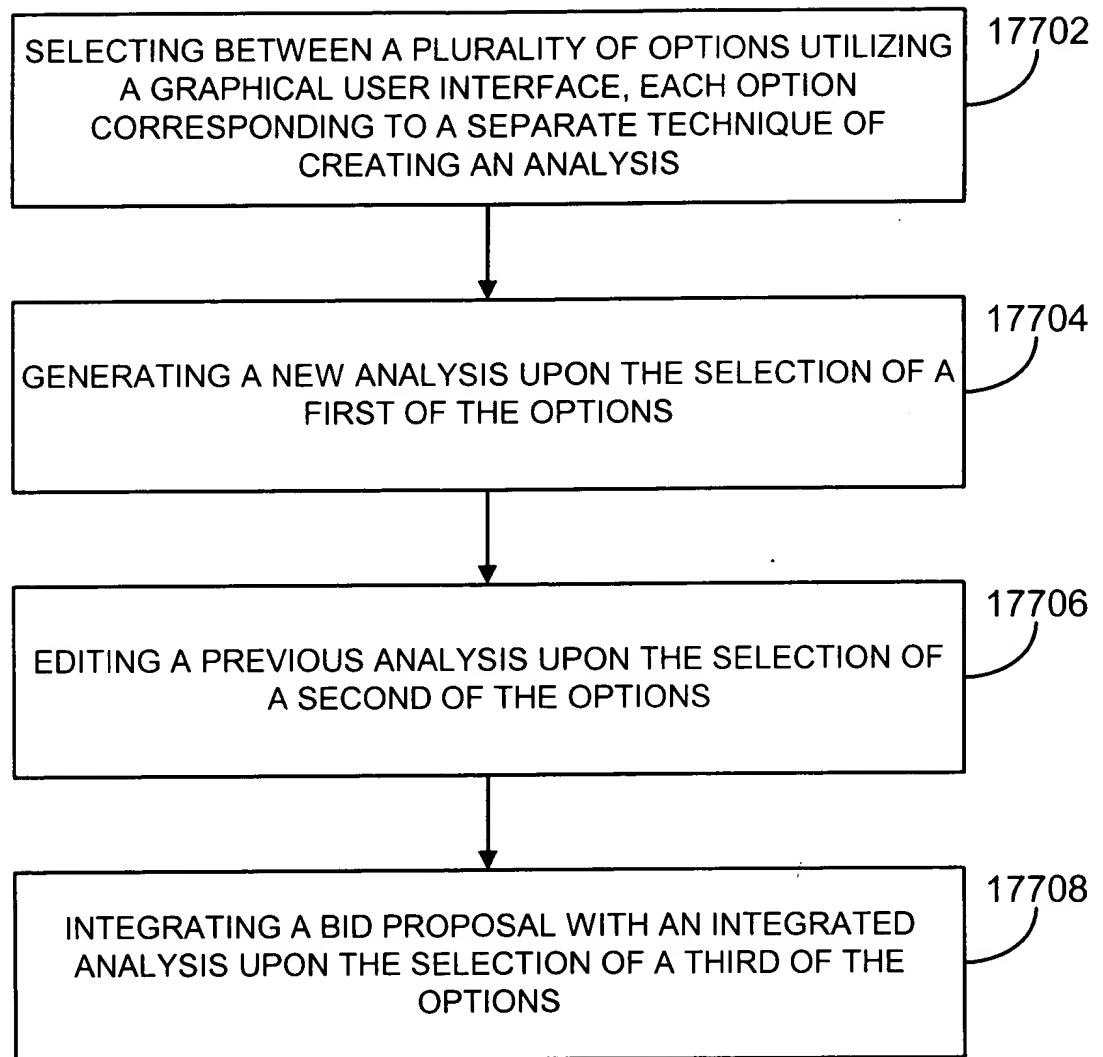 SELECTING BETWEEN A PLURALITY OF OPTIONS UTILIZING
A GRAPHICAL USER INTERFACE, EACH OPTION
CORRESPONDING TO A SEPARATE TECHNIQUE OF
CREATING AN ANALYSIS
17702
GENERATING A NEW ANALYSIS UPON THE SELECTION OF A
FIRST OF THE OPTIONS
17704
EDITING A PREVIOUS ANALYSIS UPON THE SELECTION OF
A SECOND OF THE OPTIONS
17706
INTEGRATING A BID PROPOSAL WITH AN INTEGRATED
ANALYSIS UPON THE SELECTION OF A THIRD OF THE
OPTIONS
17708